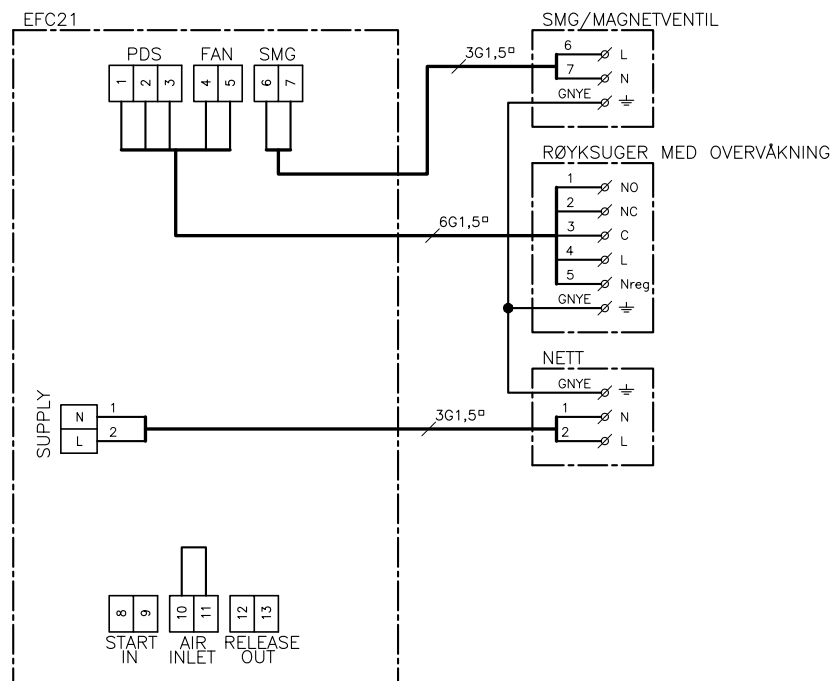 EFC21
PDS FAN SMG
1 2 3 4 5 6 7
SMG/MAGNETVENTIL
3G1,5¤
6 L
7 N
GNYE
RØYKSUGER MED OVERVÅKNING
6G1,5¤
1 NO
2 NC
3 C
4 L
5 Nreg
GNYE
NETT
GNYE
3G1,5¤
1 N
2 L
SUPPLY
N 1
L 2
8 9 10 11 12 13
START AIR RELEASE
IN INLET OUT